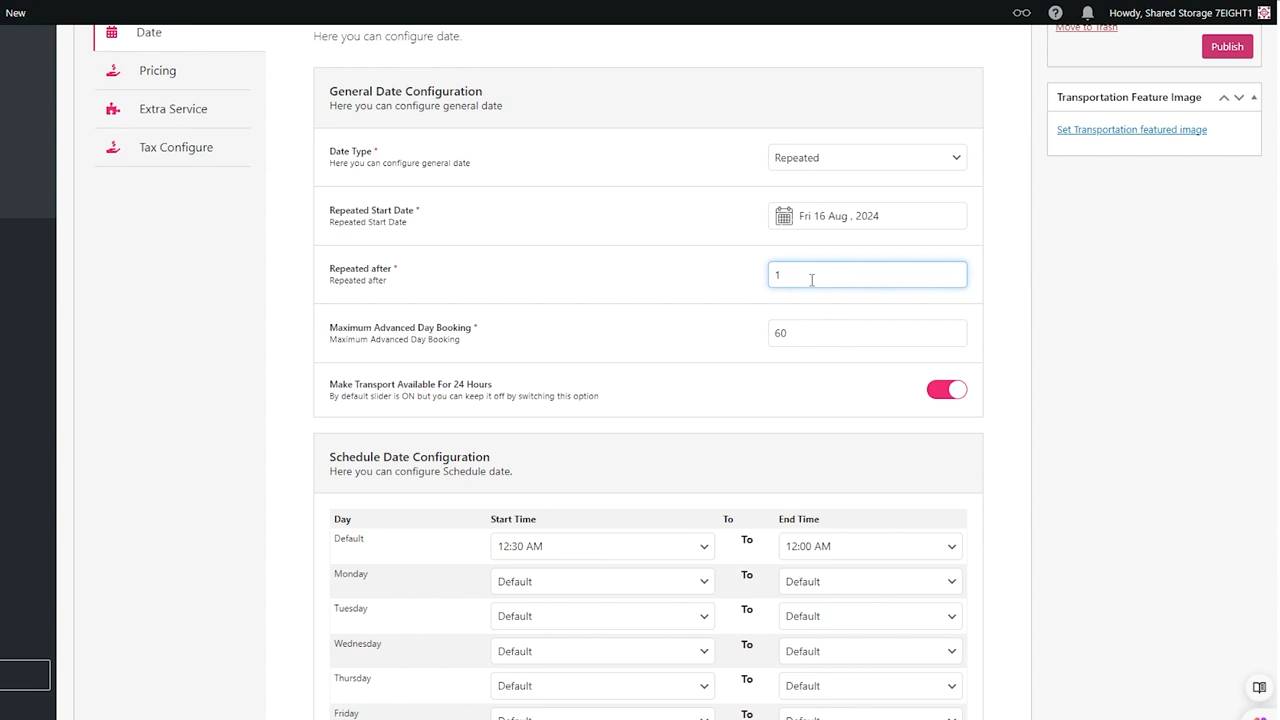 New
Howdy, Shared Storage 7EIGHT1
Date
Here you can configure date.
Move to Trash
Publish
Pricing
General Date Configuration
Here you can configure general date
Transportation Feature Image
Extra Service
Set Transportation featured image
Tax Configure
Date Type *
Here you can configure general date
Repeated
Repeated Start Date *
Repeated Start Date
Fri 16 Aug , 2024
Repeated after *
Repeated after
1
Maximum Advanced Day Booking *
Maximum Advanced Day Booking
60
Make Transport Available For 24 Hours
By default slider is ON but you can keep it off by switching this option
Schedule Date Configuration
Here you can configure Schedule date.
Day Start Time To End Time
Default 12:30 AM To 12:00 AM
Monday Default To Default
Tuesday Default To Default
Wednesday Default To Default
Thursday Default To Default
Friday Default To Default